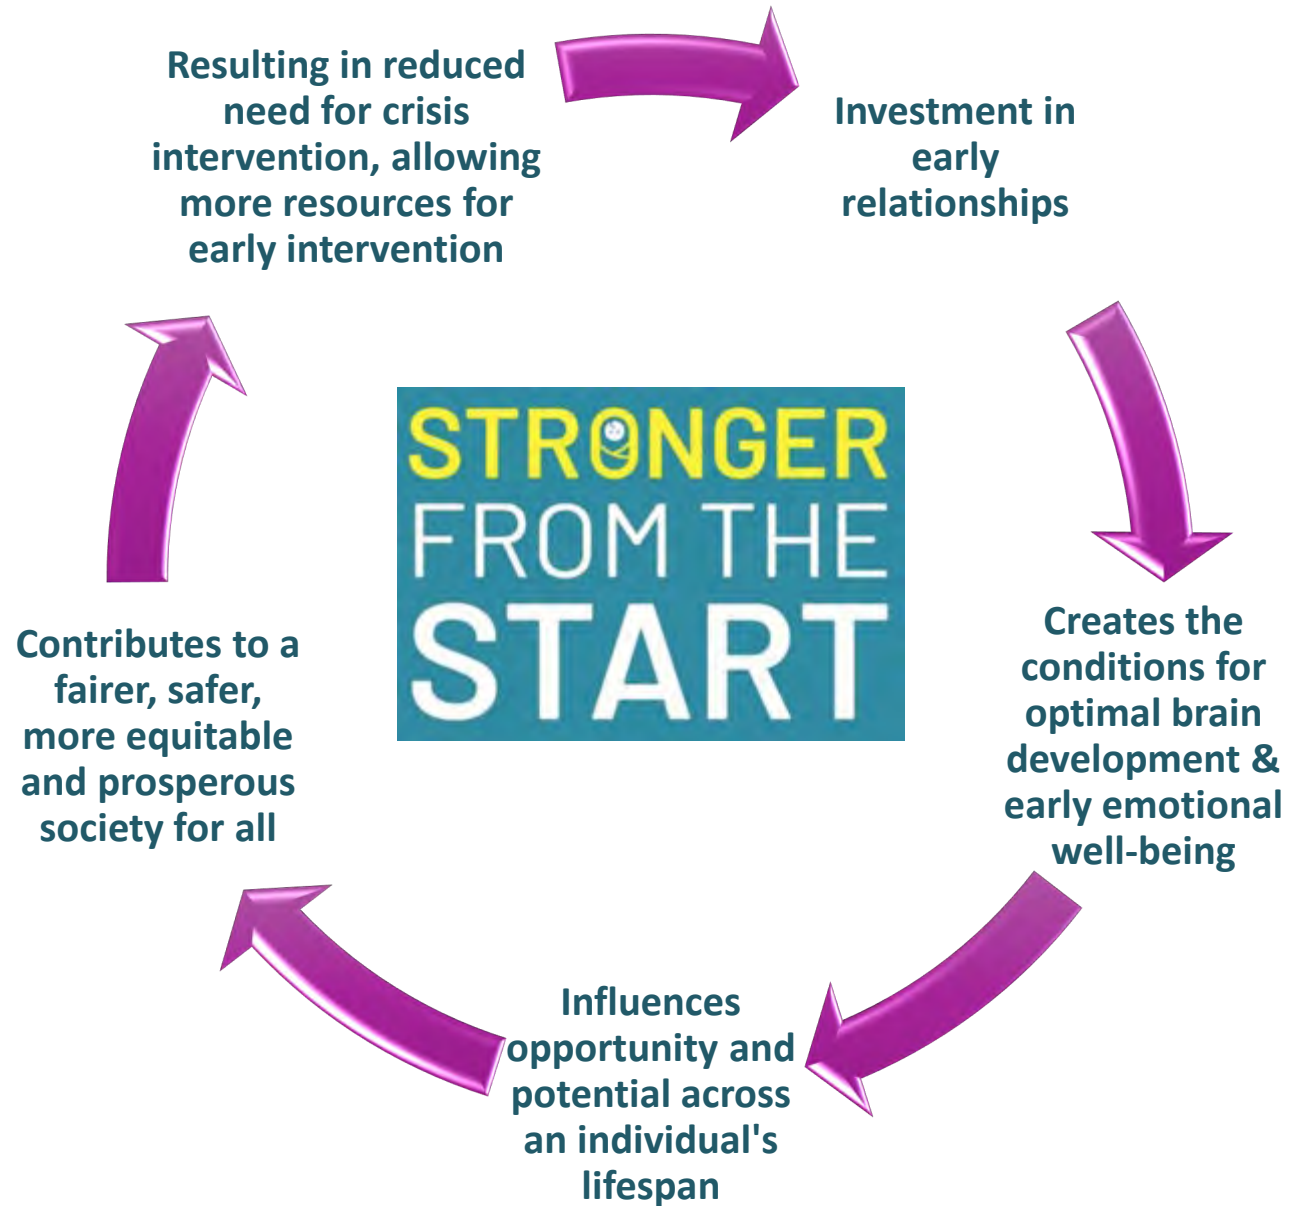 Resulting in reduced
need for crisis
intervention, allowing
more resources for
early intervention
Investment in
early
relationships
Creates the
conditions for
optimal brain
development &
early emotional
well-being
Influences
opportunity and
potential across
an individual's
lifespan
Contributes to a
fairer, safer,
more equitable
and prosperous
society for all
STRONGER
FROM THE
START